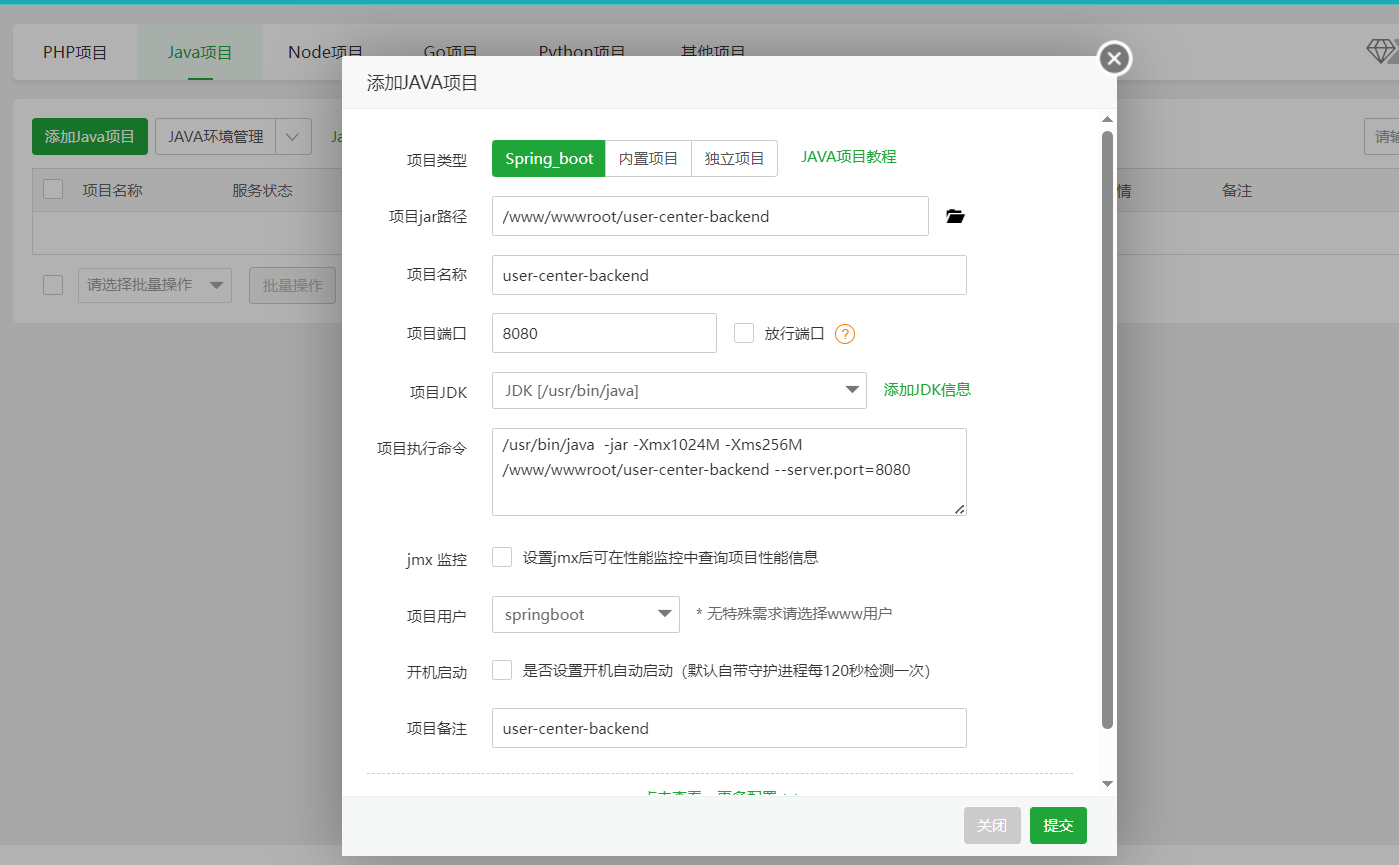 PHP项目
Java项目
Node项目
Go项目
Python项目
其他项目
添加JAVA项目
添加Java项目
JAVA环境管理
项目名称
服务状态
备注
请选择批量操作
批量操作
项目类型
Spring_boot
内置项目
独立项目
JAVA项目教程
项目jar路径
/www/wwwroot/user-center-backend
项目名称
user-center-backend
项目端口
8080
放行端口
?
项目JDK
JDK [/usr/bin/java]
添加JDK信息
项目执行命令
/usr/bin/java -jar -Xmx1024M -Xms256M
/www/wwwroot/user-center-backend --server.port=8080
jmx 监控
设置jmx后可在性能监控中查询项目性能信息
项目用户
springboot
* 无特殊需求请选择www用户
开机启动
是否设置开机自动启动（默认自带守护进程每120秒检测一次）
项目备注
user-center-backend
关闭
提交